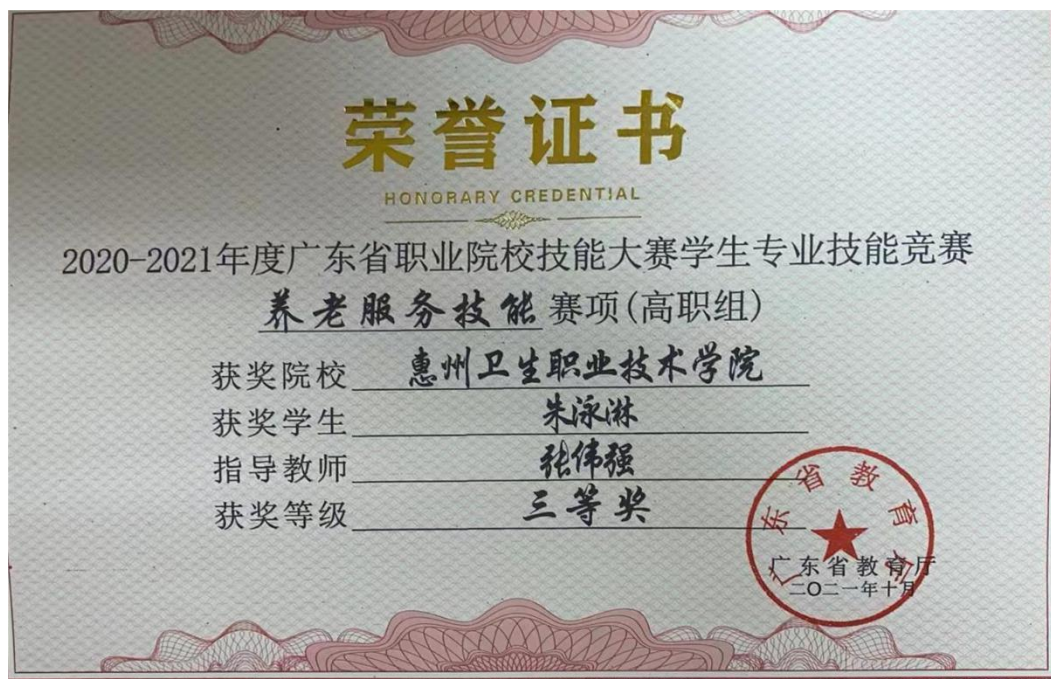 荣誉证书
HONORARY CREDENTIAL
2020-2021年度广东省职业院校技能大赛学生专业技能竞赛
养老服务技能赛项(高职组)
获奖院校 惠州卫生职业技术学院
获奖学生 朱泳淋
指导教师 张伟强
获奖等级 三等奖
广东省教育厅
广东省教育厅
二〇二一年十月